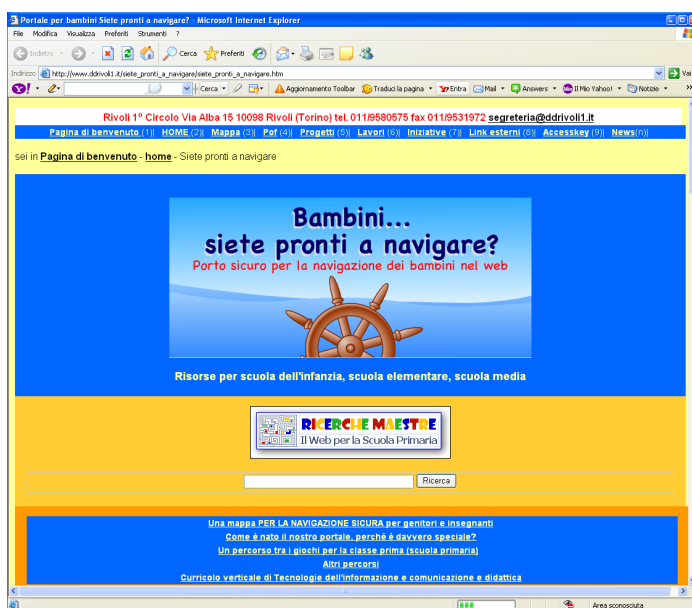 Portale per bambini Siete pronti a navigare? - Microsoft Internet Explorer
File Modifica Visualizza Preferiti Strumenti ?
Indietro Cerca Preferiti
Indirizzo http://www.ddrivoli1.it/siete_pronti_a_navigare/siete_pronti_a_navigare.htm Vai
Y! Cerca Aggiornamento Toolbar Traduci la pagina Entra Mail Answers Il Mio Yahoo! Notizie
Rivoli 1° Circolo Via Alba 15 10098 Rivoli (Torino) tel. 011/9580575 fax 011/9531972 segreteria@ddrivoli1.it
Pagina di benvenuto (1)| HOME (2)| Mappa (3)| Pof (4)| Progetti (5)| Lavori (6)| Iniziative (7)| Link esterni (8)| Accesskey (9)| News(n)|
sei in Pagina di benvenuto - home - Siete pronti a navigare
Bambini...
siete pronti a navigare?
Porto sicuro per la navigazione dei bambini nel web
Risorse per scuola dell'infanzia, scuola elementare, scuola media
RICERCHE MAESTRE
Il Web per la Scuola Primaria
Ricerca
Una mappa PER LA NAVIGAZIONE SICURA per genitori e insegnanti
Come é nato il nostro portale, perchè è davvero speciale?
Un percorso tra i giochi per la classe prima (scuola primaria)
Altri percorsi
Curricolo verticale di Tecnologie dell'informazione e comunicazione e didattica
Area sconosciuta